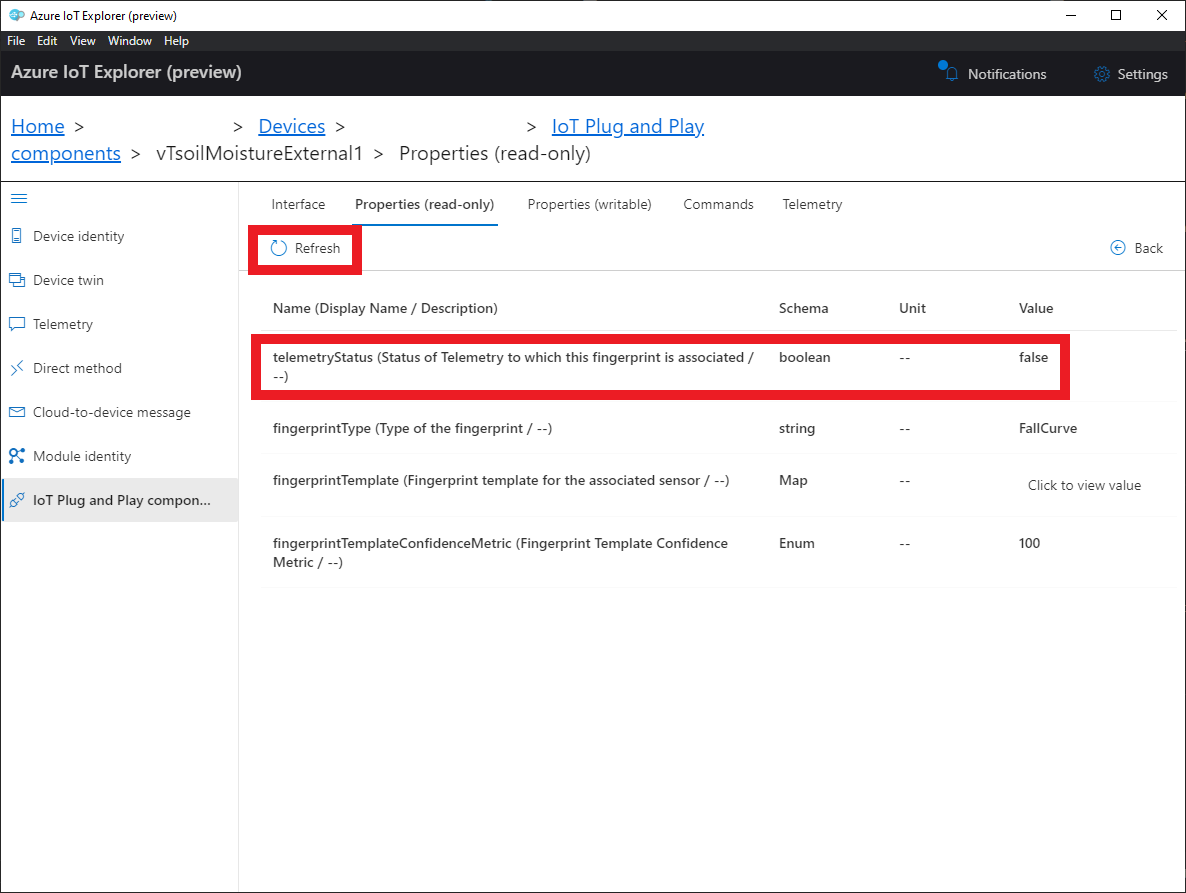 Azure IoT Explorer (preview)
File Edit View Window Help
Azure IoT Explorer (preview)
Notifications
Settings
Home > > Devices > > IoT Plug and Play
components > vTsoilMoistureExternal1 > Properties (read-only)
Interface Properties (read-only) Properties (writable) Commands Telemetry
Refresh
Back
Device identity
Device twin
Telemetry
Direct method
Cloud-to-device message
Module identity
IoT Plug and Play compon...
Name (Display Name / Description) Schema Unit Value
telemetryStatus (Status of Telemetry to which this fingerprint is associated / boolean -- false
--)
fingerprintType (Type of the fingerprint / --) string -- FallCurve
fingerprintTemplate (Fingerprint template for the associated sensor / --) Map -- Click to view value
fingerprintTemplateConfidenceMetric (Fingerprint Template Confidence Enum -- 100
Metric / --)